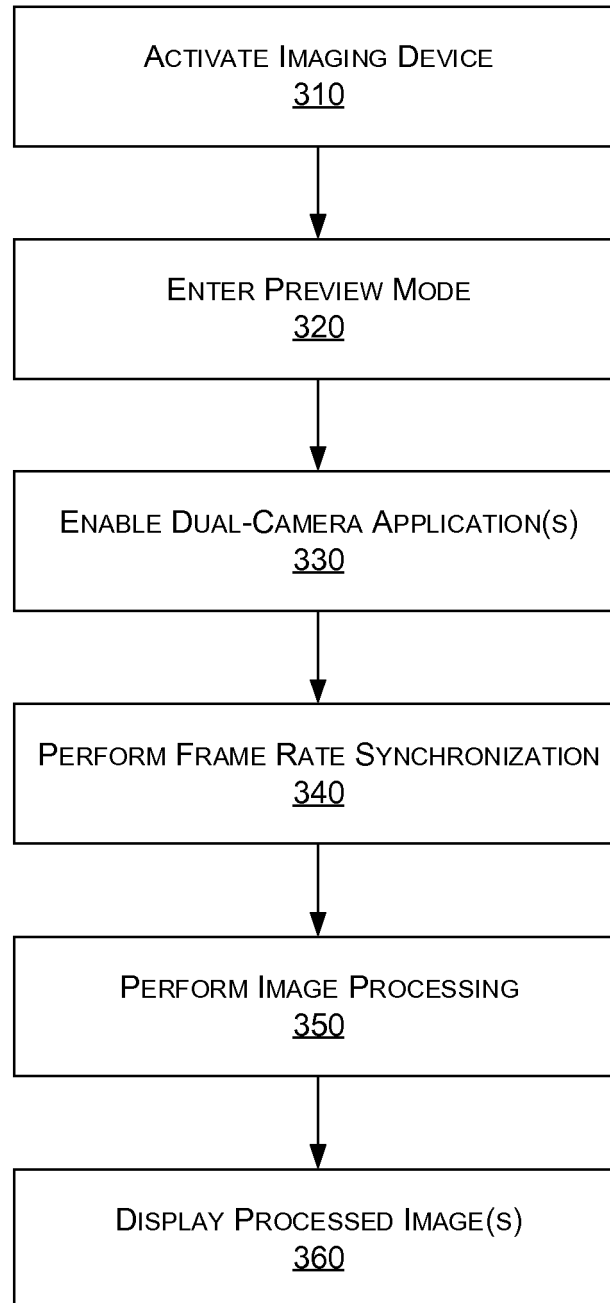 ACTIVATE IMAGING DEVICE
310
ENTER PREVIEW MODE
320
ENABLE DUAL-CAMERA APPLICATION(S)
330
PERFORM FRAME RATE SYNCHRONIZATION
340
PERFORM IMAGE PROCESSING
350
DISPLAY PROCESSED IMAGE(S)
360